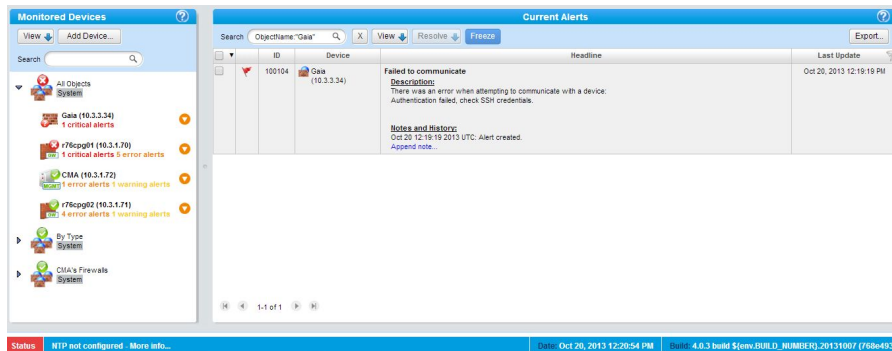 Monitored Devices
View
Add Device...
Search
All Objects
System
Gaia (10.3.3.34)
1 critical alerts
r76cpg01 (10.3.1.70)
GW
1 critical alerts 5 error alerts
CMA (10.3.1.72)
MGMT
1 error alerts 1 warning alerts
r76cpg02 (10.3.1.71)
GW
4 error alerts 1 warning alerts
By Type
System
CMA's Firewalls
System
Current Alerts
Search ObjectName:"Gaia" X View Resolve Freeze Export...
ID Device Headline Last Update
100104 Gaia (10.3.3.34)
Failed to communicate
Oct 20, 2013 12:19:19 PM
Description:
There was an error when attempting to communicate with a device:
Authentication failed, check SSH credentials.
Notes and History:
Oct 20 12:19:19 2013 UTC: Alert created.
Append note...
1-1 of 1
Status NTP not configured - More info... Date: Oct 20, 2013 12:20:54 PM Build: 4.0.3 build ${env.BUILD_NUMBER}.20131007 (768e493